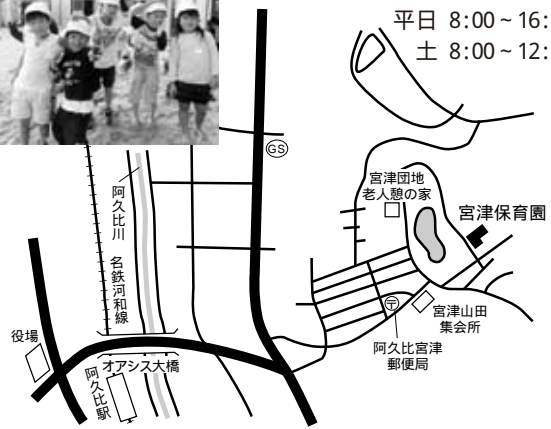 平日 8:00～16:
土 8:00～12:
GS
宮津団地
老人憩の家
宮津保育園
阿久比川
名鉄河和線
〒
宮津山田
集会所
役場
阿久比宮津
郵便局
オアシス大橋
阿久比駅